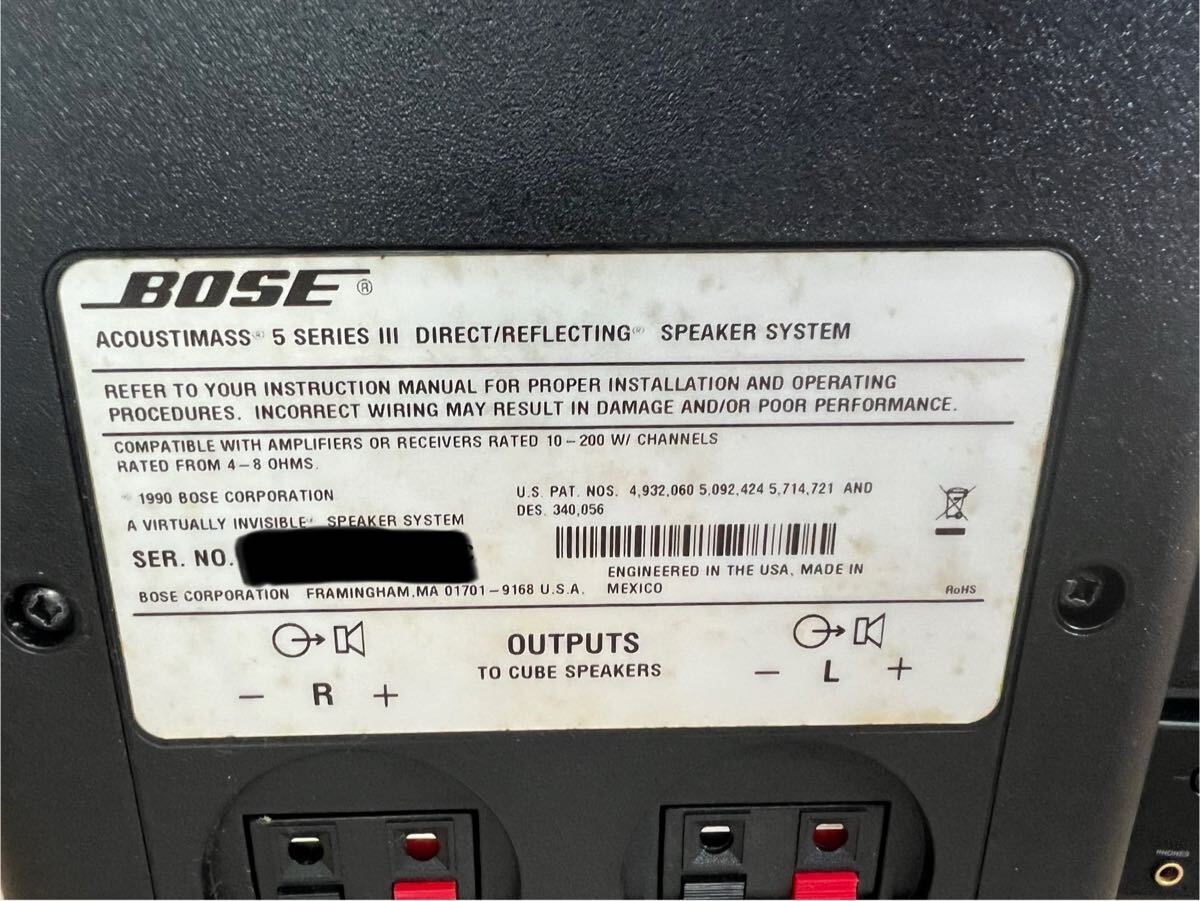 BOSE®
ACOUSTIMASS® 5 SERIES III DIRECT/REFLECTING® SPEAKER SYSTEM
REFER TO YOUR INSTRUCTION MANUAL FOR PROPER INSTALLATION AND OPERATING
PROCEDURES. INCORRECT WIRING MAY RESULT IN DAMAGE AND/OR POOR PERFORMANCE.
COMPATIBLE WITH AMPLIFIERS OR RECEIVERS RATED 10-200 W/ CHANNELS
RATED FROM 4-8 OHMS.
1990 BOSE CORPORATION
U.S. PAT. NOS. 4,932,060 5,092,424 5,714,721 AND
DES. 340,056
A VIRTUALLY INVISIBLE SPEAKER SYSTEM
SER. NO.
ENGINEERED IN THE USA, MADE IN
MEXICO
BOSE CORPORATION FRAMINGHAM,MA 01701-9168 U.S.A.
RoHS
OUTPUTS
TO CUBE SPEAKERS
- R +
- L +
PHONES